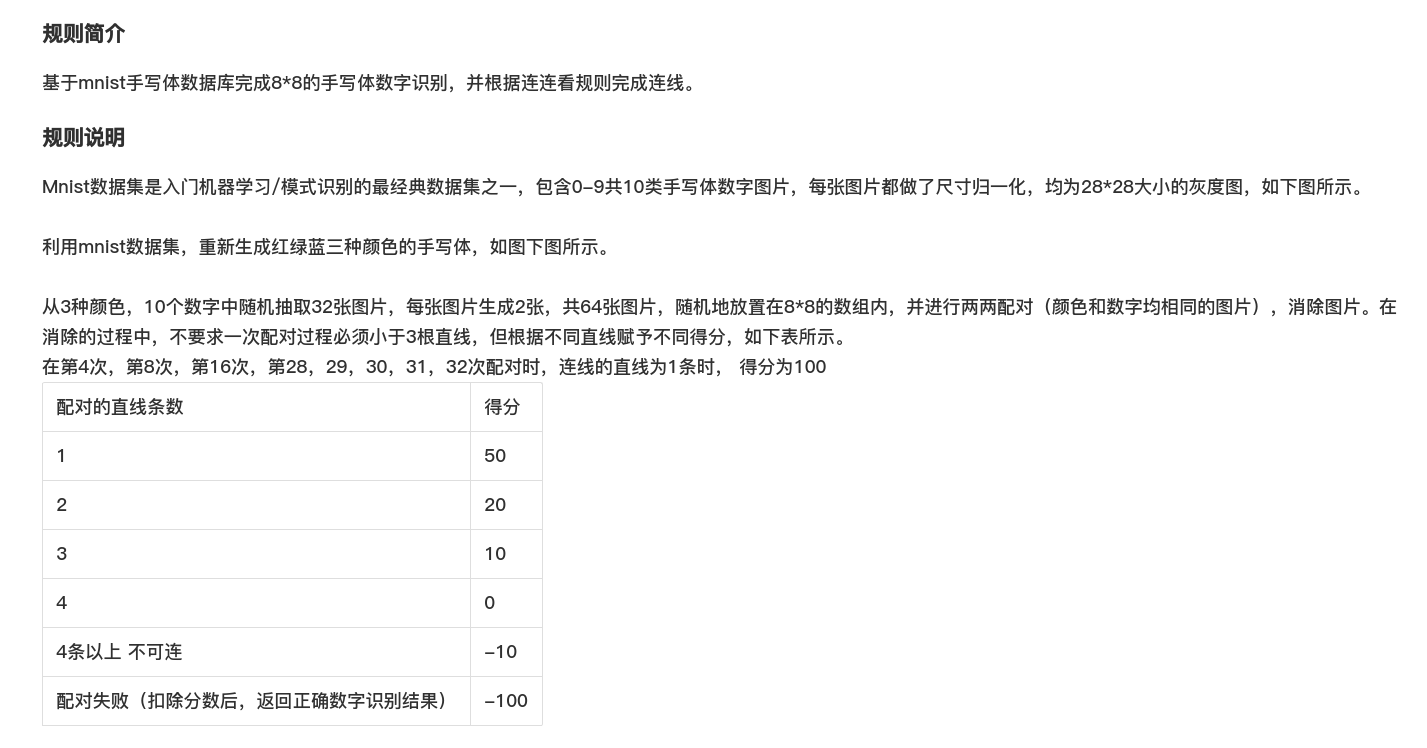 规则简介
基于mnist手写体数据库完成8*8的手写体数字识别，并根据连连看规则完成连线。
规则说明
Mnist数据集是入门机器学习/模式识别的最经典数据集之一，包含0-9共10类手写体数字图片，每张图片都做了尺寸归一化，均为28*28大小的灰度图，如下图所示。
利用mnist数据集，重新生成红绿蓝三种颜色的手写体，如图下图所示。
从3种颜色，10个数字中随机抽取32张图片，每张图片生成2张，共64张图片，随机地放置在8*8的数组内，并进行两两配对（颜色和数字均相同的图片），消除图片。在
消除的过程中，不要求一次配对过程必须小于3根直线，但根据不同直线赋予不同得分，如下表所示。
在第4次，第8次，第16次，第28，29，30，31，32次配对时，连线的直线为1条时， 得分为100
配对的直线条数 得分
1 50
2 20
3 10
4 0
4条以上 不可连 -10
配对失败（扣除分数后，返回正确数字识别结果） -100